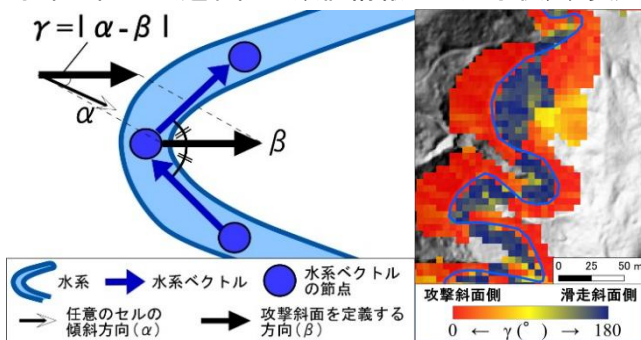 γ=| α - β |
α
β
水系
水系ベクトル
水系ベクトル
の節点
任意のセルの
傾斜方向(α)
攻撃斜面を定義する
方向(β)
0 25 50 m
攻撃斜面側 滑走斜面側
0 ← γ(°) → 180